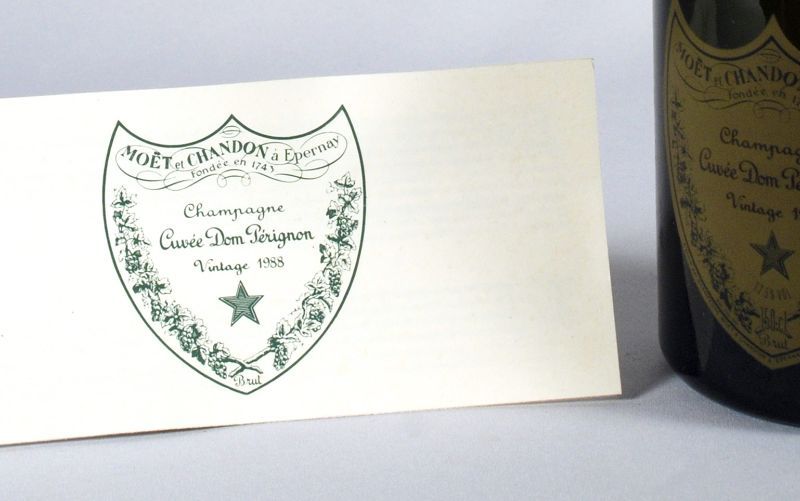 MOËT et CHANDON à Epernay
Fondée en 1743
Champagne
Cuvée Dom Pérignon
Vintage 1988
Brut
MOËT et CHANDON
Fondée en
Champagne
Cuvée Dom
Vintage
Brut